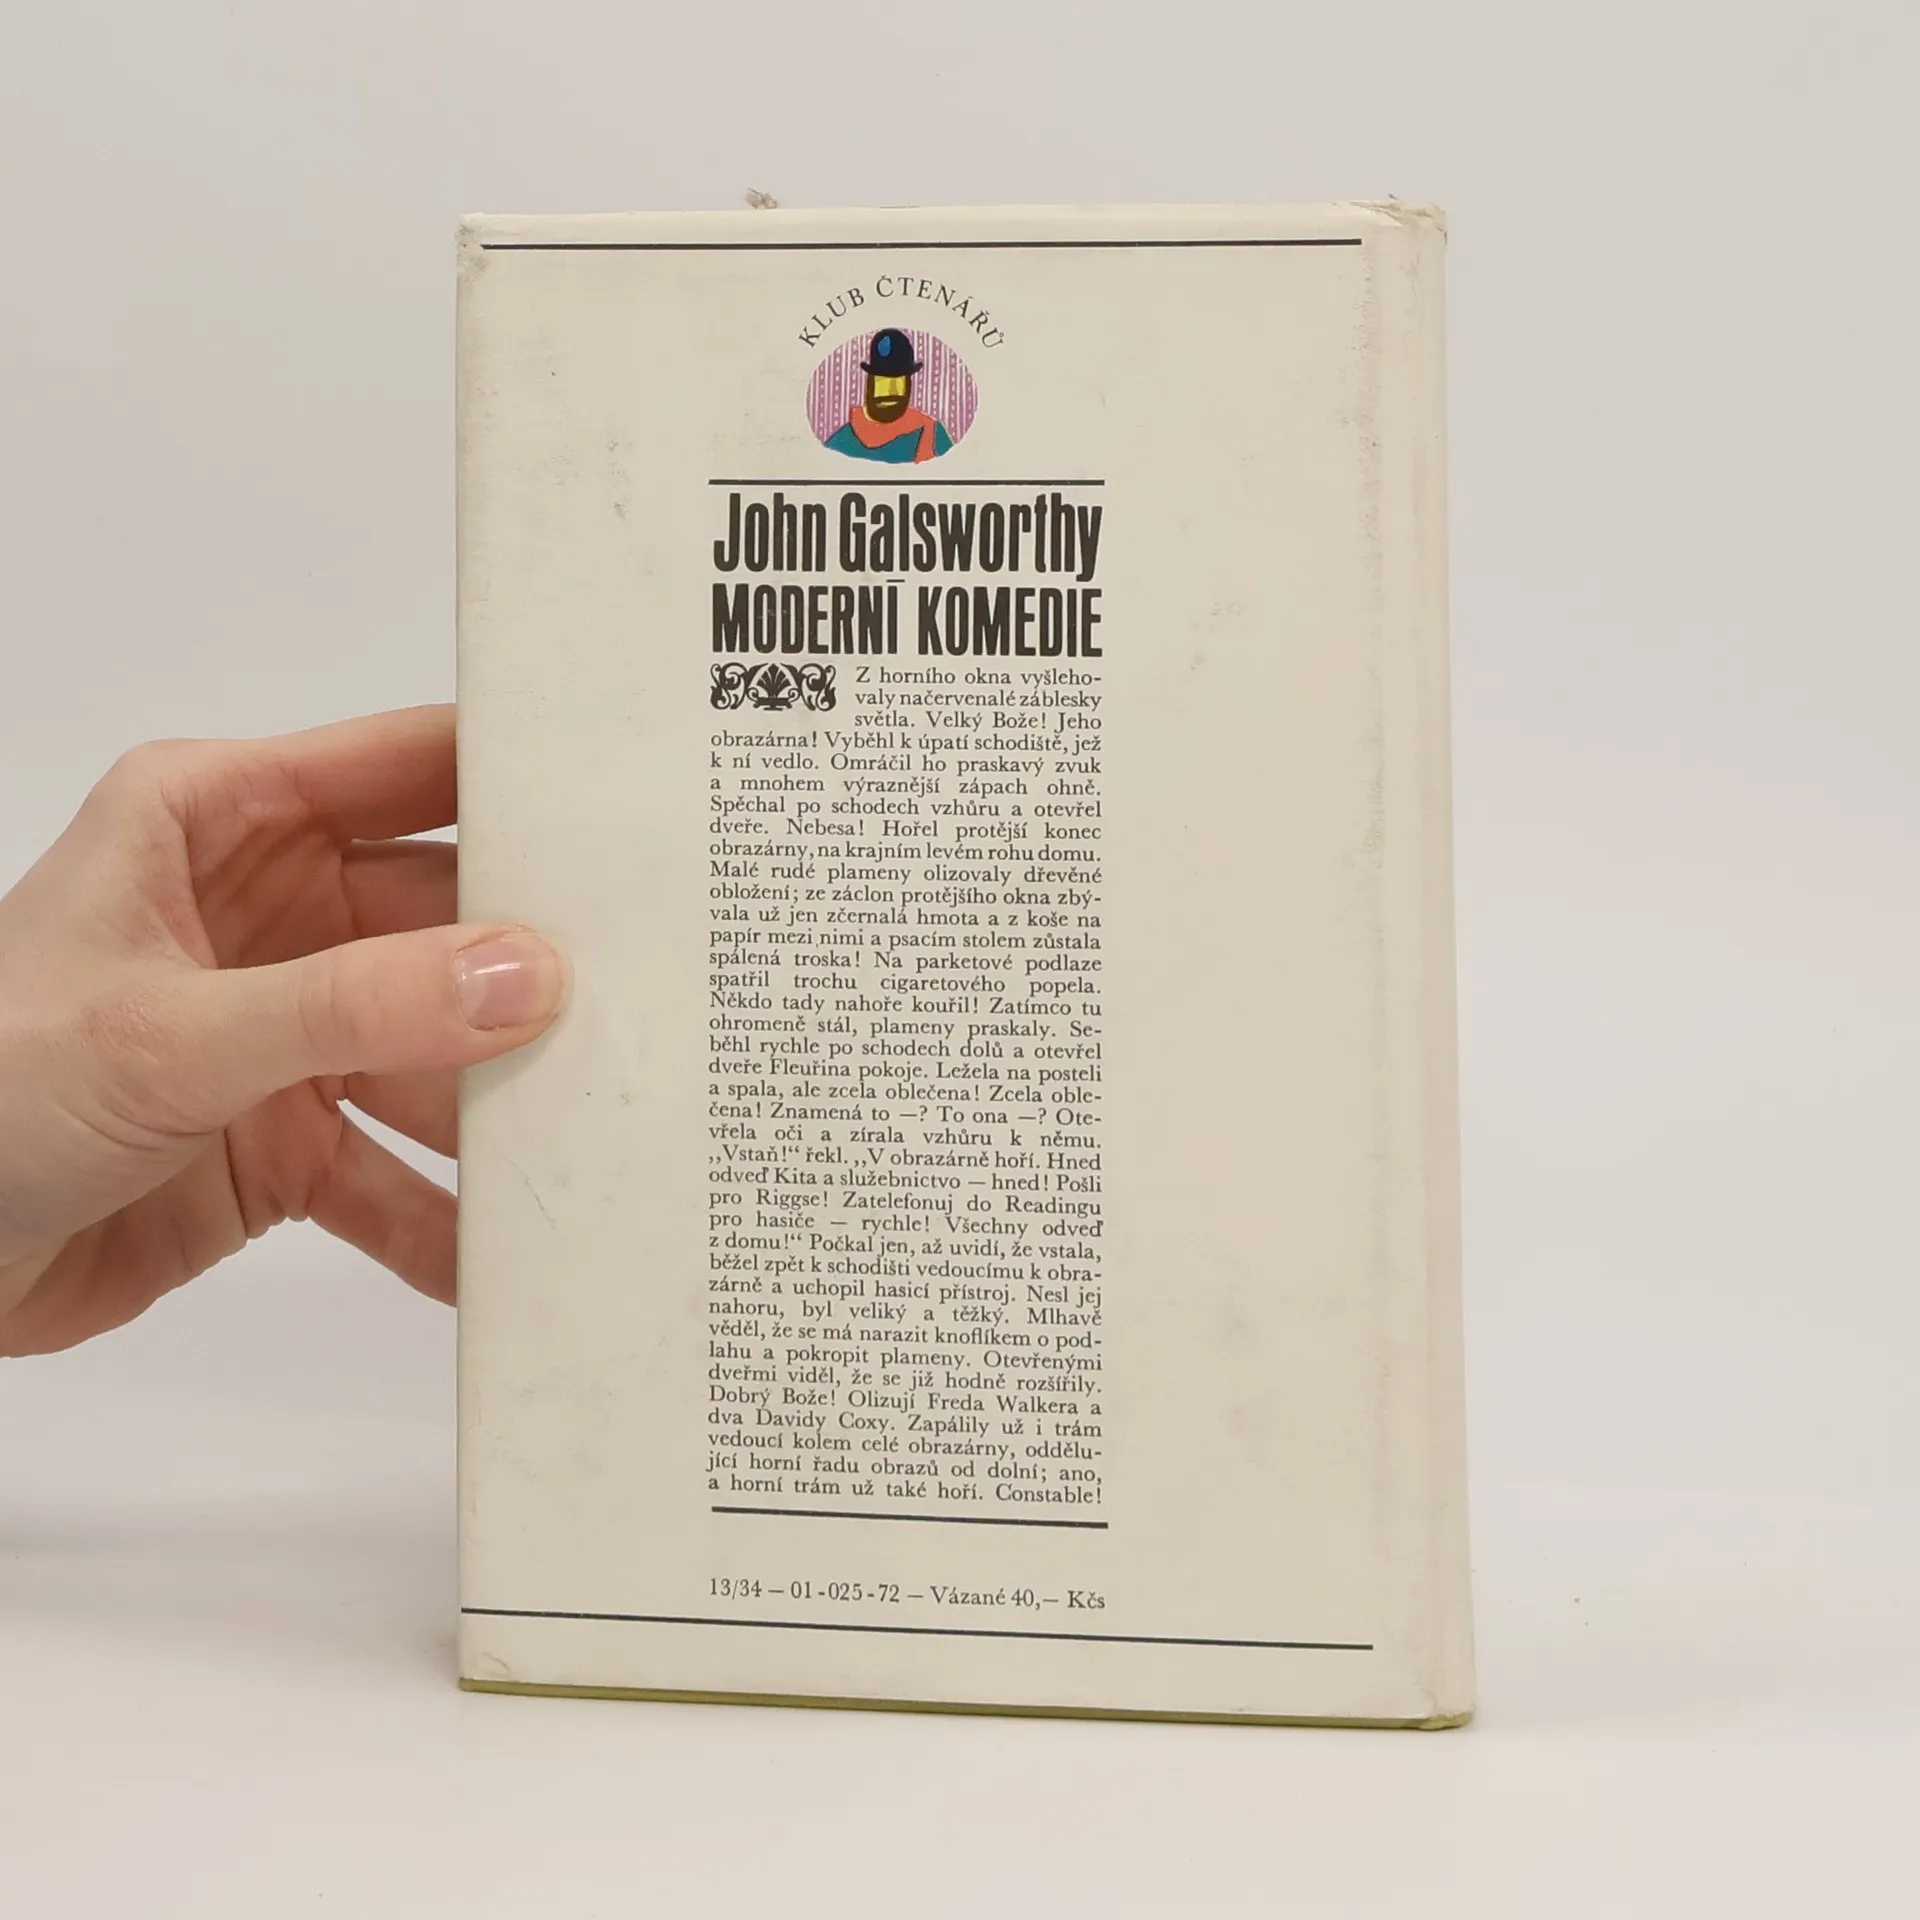 KLUB ČTENÁŘŮ
John Galsworthy
MODERNÍ KOMEDIE
Z horního okna vyšleho-
valy načervenalé záblesky
světla. Velký Bože! Jeho
obrazárna! Vyběhl k úpatí schodiště, jež
k ní vedlo. Omráčil ho praskavý zvuk
a mnohem výraznější zápach ohně.
Spěchal po schodech vzhůru a otevřel
dveře. Nebesa! Hořel protější konec
obrazárny, na krajním levém rohu domu.
Malé rudé plameny olizovaly dřevěné
obložení; ze záclon protějšího okna zbý-
vala už jen zčernalá hmota a z koše na
papír mezi nimi a psacím stolem zůstala
spálená troska! Na parketové podlaze
spatřil trochu cigaretového popela.
Někdo tady nahoře kouřil! Zatímco tu
ohromeně stál, plameny praskaly. Se-
běhl rychle po schodech dolů a otevřel
dveře Fleuřina pokoje. Ležela na posteli
a spala, ale zcela oblečena! Zcela oble-
čena! Znamená to —? To ona —? Ote-
vřela oči a zírala vzhůru k němu.
„Vstaň!“ řekl. „V obrazárně hoří. Hned
odveď Kita a služebnictvo — hned! Pošli
pro Riggse! Zatelefonuj do Readingu
pro hasiče — rychle! Všechny odveď
z domu!“ Počkal jen, až uvidí, že vstala,
běžel zpět k schodišti vedoucímu k obra-
zárně a uchopil hasicí přístroj. Nesl jej
nahoru, byl veliký a těžký. Mlhavě
věděl, že se má narazit knoflíkem o pod-
lahu a pokropit plameny. Otevřenými
dveřmi viděl, že se již hodně rozšířily.
Dobrý Bože! Olizují Freda Walkera a
dva Davidy Coxy. Zapálily už i trám
vedoucí kolem celé obrazárny, oddělu-
jící horní řadu obrazů od dolní; ano,
a horní trám už také hoří. Constable!
13/34 — 01-025-72 — Vázané 40,— Kčs